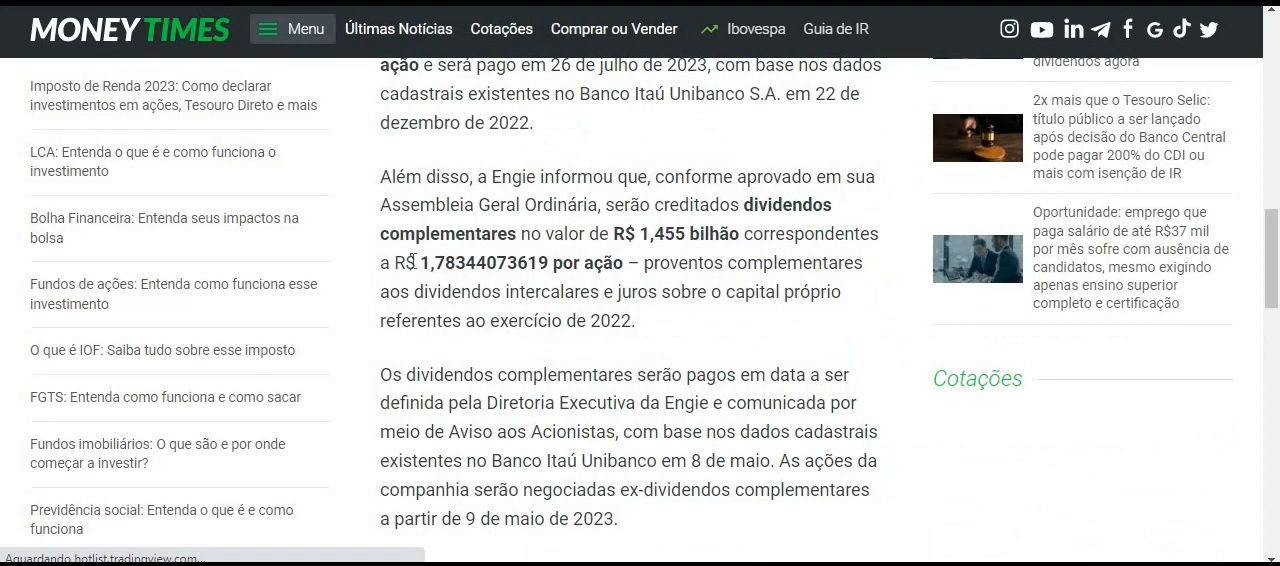 MONEY TIMES
Menu
Últimas Notícias
Cotações
Comprar ou Vender
Ibovespa
Guia de IR
Imposto de Renda 2023: Como declarar
investimentos em ações, Tesouro Direto e mais
LCA: Entenda o que é e como funciona o
investimento
Bolha Financeira: Entenda seus impactos na
bolsa
Fundos de ações: Entenda como funciona esse
investimento
O que é IOF: Saiba tudo sobre esse imposto
FGTS: Entenda como funciona e como sacar
Fundos imobiliários: O que são e por onde
começar a investir?
Previdência social: Entenda o que é e como
funciona
ação e será pago em 26 de julho de 2023, com base nos dados
cadastrais existentes no Banco Itaú Unibanco S.A. em 22 de
dezembro de 2022.
Além disso, a Engie informou que, conforme aprovado em sua
Assembleia Geral Ordinária, serão creditados dividendos
complementares no valor de R$ 1,455 bilhão correspondentes
a R$ 1,78344073619 por ação – proventos complementares
aos dividendos intercalares e juros sobre o capital próprio
referentes ao exercício de 2022.
Os dividendos complementares serão pagos em data a ser
definida pela Diretoria Executiva da Engie e comunicada por
meio de Aviso aos Acionistas, com base nos dados cadastrais
existentes no Banco Itaú Unibanco em 8 de maio. As ações da
companhia serão negociadas ex-dividendos complementares
a partir de 9 de maio de 2023.
dividendos agora
2x mais que o Tesouro Selic:
título público a ser lançado
após decisão do Banco Central
pode pagar 200% do CDI ou
mais com isenção de IR
Oportunidade: emprego que
paga salário de até R$37 mil
por mês sofre com ausência de
candidatos, mesmo exigindo
apenas ensino superior
completo e certificação
Cotações
Aguardando hotlist.tradingview.com...